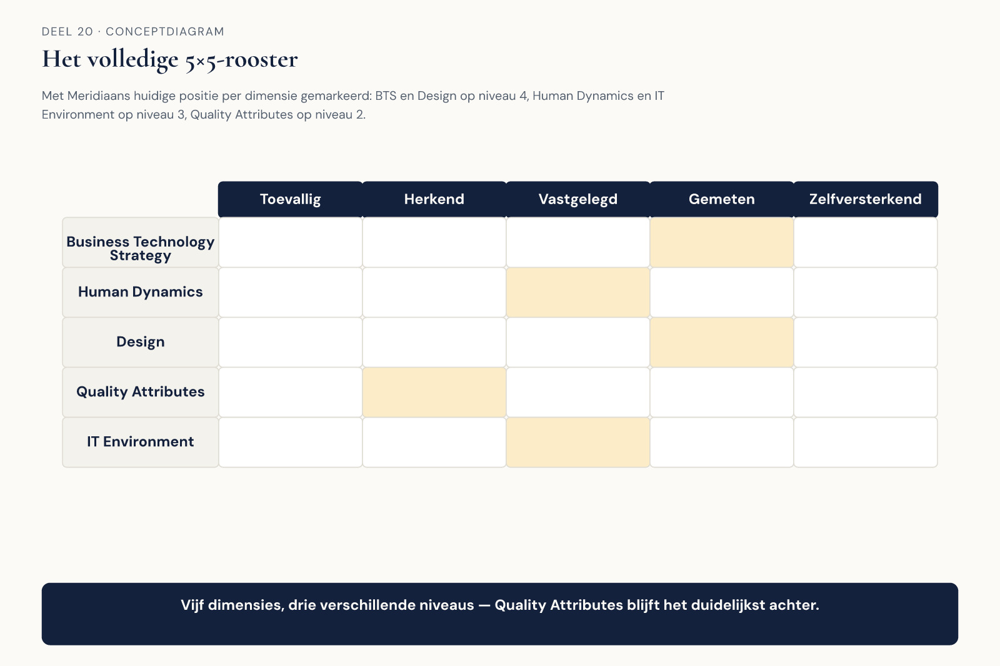 DEEL 20 · CONCEPTDIAGRAM
Het volledige 5×5-rooster
Met Meridiaans huidige positie per dimensie gemarkeerd: BTS en Design op niveau 4, Human Dynamics en IT
Environment op niveau 3, Quality Attributes op niveau 2.
Toevallig Herkend Vastgelegd Gemeten Zelfversterkend
Business Technology
Strategy
Human Dynamics
Design
Quality Attributes
IT Environment
Vijf dimensies, drie verschillende niveaus — Quality Attributes blijft het duidelijkst achter.